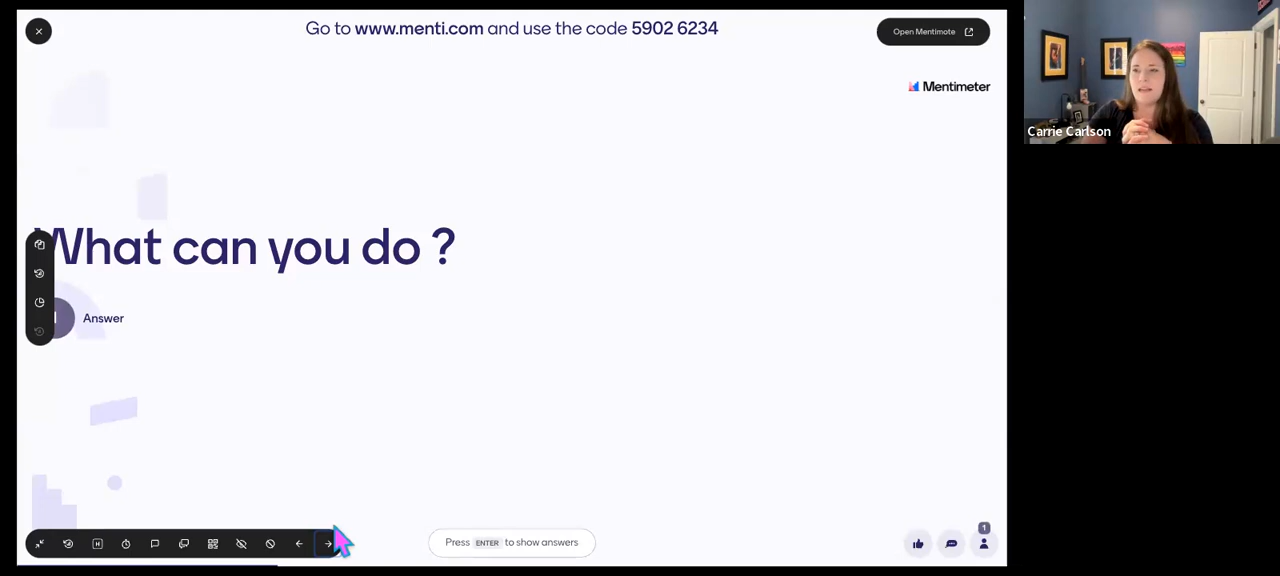 Go to www.menti.com and use the code 5902 6234
Open Mentimote
Mentimeter
Carrie Carlson
What can you do ?
Answer
Press ENTER to show answers
H
1